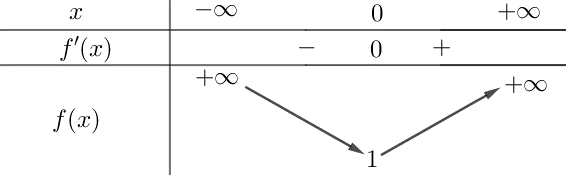 x −∞ 0 +∞
f′(x) − 0 +
+∞ +∞
f(x)
1